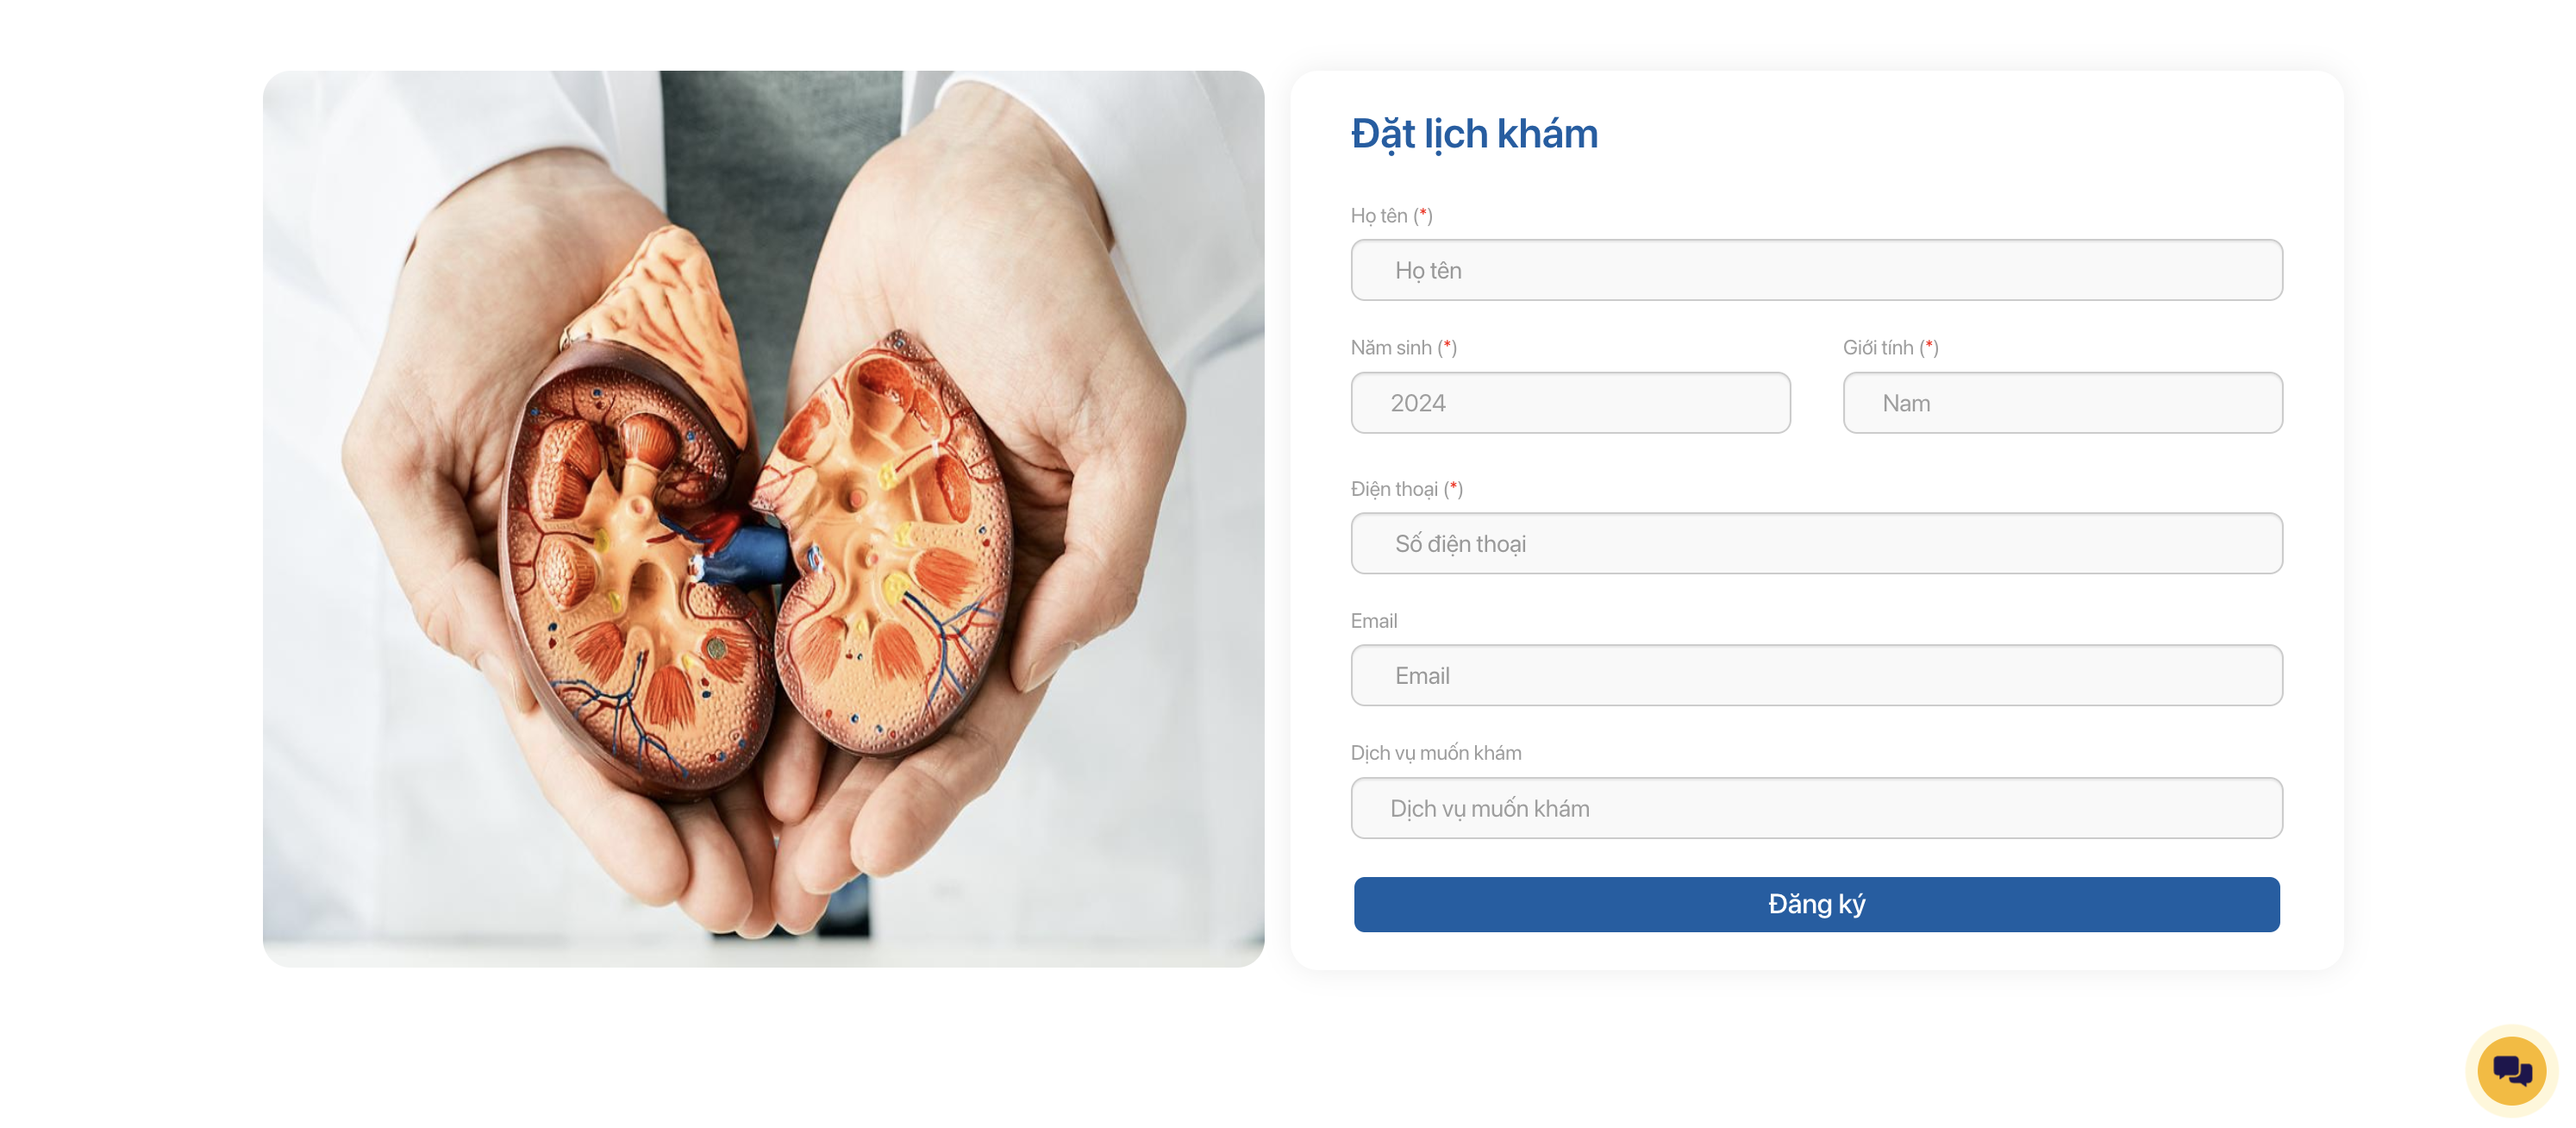 Đặt lịch khám
Họ tên (*)
Họ tên
Năm sinh (*)
Giới tính (*)
2024
Nam
Điện thoại (*)
Số điện thoại
Email
Email
Dịch vụ muốn khám
Dịch vụ muốn khám
Đăng ký